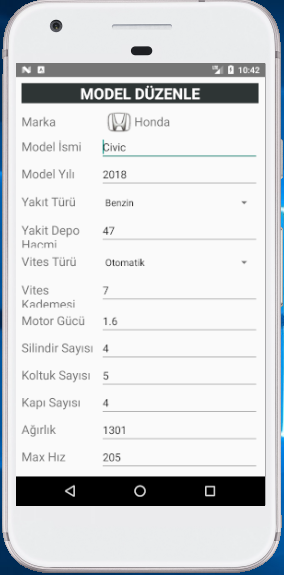 10:42
MODEL DÜZENLE
Marka Honda
Model İsmi Civic
Model Yılı 2018
Yakıt Türü Benzin
Yakit Depo 47
Hacmi
Vites Türü Otomatik
Vites 7
Kademesi
Motor Gücü 1.6
Silindir Sayısı 4
Koltuk Sayısı 5
Kapı Sayısı 4
Ağırlık 1301
Max Hız 205